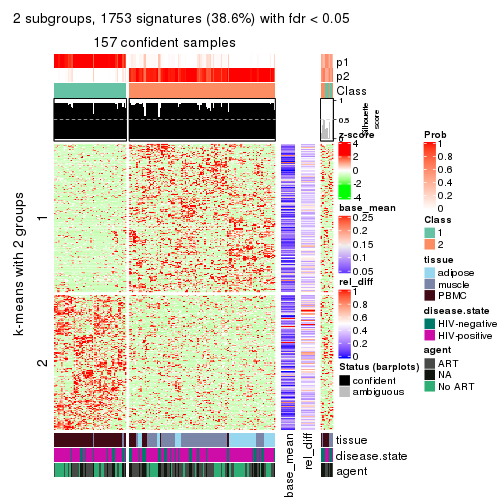 2 subgroups, 1753 signatures (38.6%) with fdr < 0.05
157 confident samples
p1
p2
Class
1
0.5
0
Silhouette
score
k-means with 2 groups
1
2
z-score
4
2
0
-2
-4
base_mean
0.25
0.2
0.15
0.1
0.05
rel_diff
1
0.8
0.6
0.4
0.2
0
Status (barplots)
confident
ambiguous
Prob
1
0.8
0.6
0.4
0.2
0
Class
1
2
tissue
adipose
muscle
PBMC
disease.state
HIV-negative
HIV-positive
agent
ART
NA
No ART
base_mean
rel_diff
tissue
disease.state
agent